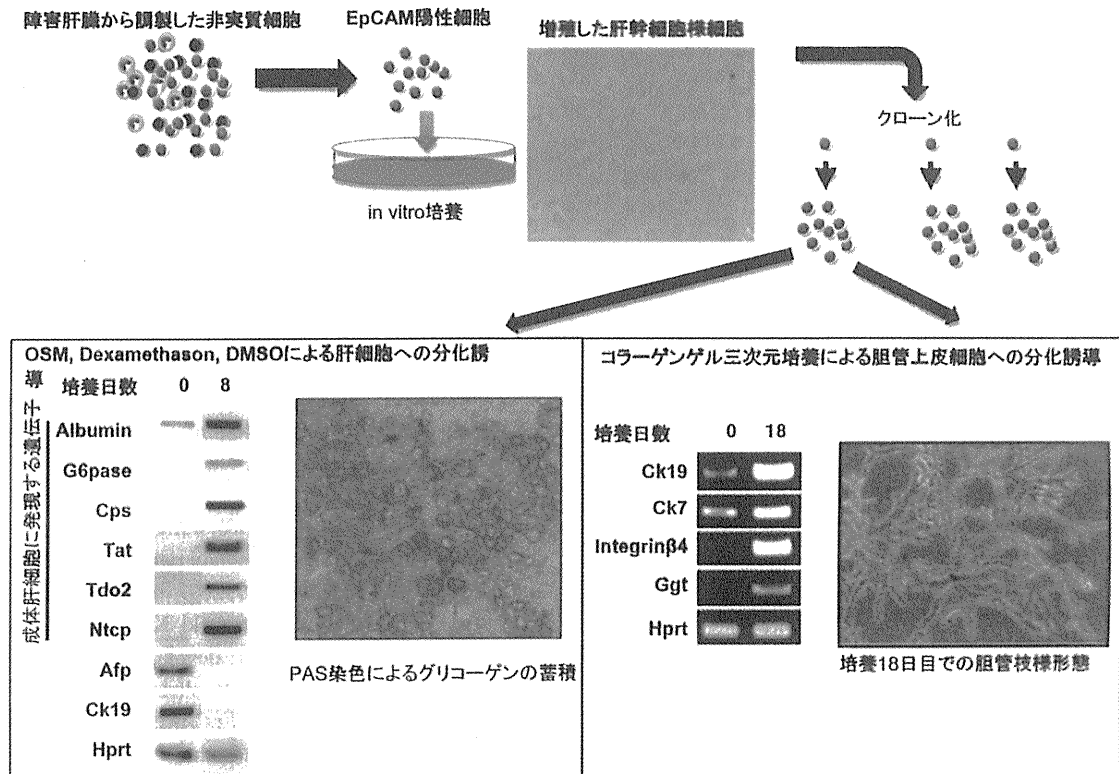 障害肝臓から調製した非実質細胞
EpCAM陽性細胞
増殖した肝幹細胞様細胞
クローン化
in vitro培養
OSM, Dexamethason, DMSOによる肝細胞への分化誘
導
培養日数 0 8
成体肝細胞に発現する遺伝子
Albumin
G6pase
Cps
Tat
Tdo2
Ntcp
Afp
Ck19
Hprt
PAS染色によるグリコーゲンの蓄積
コラーゲンゲル三次元培養による胆管上皮細胞への分化誘導
培養日数 0 18
Ck19
Ck7
Integrinβ4
Ggt
Hprt
培養18日目での胆管枝様形態